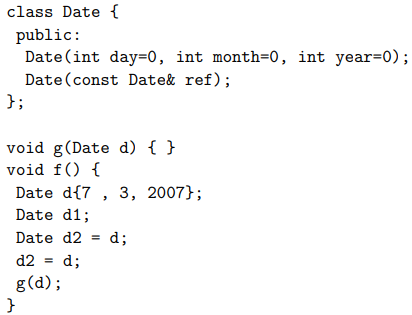 class Date {
 public:
  Date(int day=0, int month=0, int year=0);
  Date(const Date& ref);
};

void g(Date d) { }
void f() {
 Date d{7 , 3, 2007};
 Date d1;
 Date d2 = d;
 d2 = d;
 g(d);
}